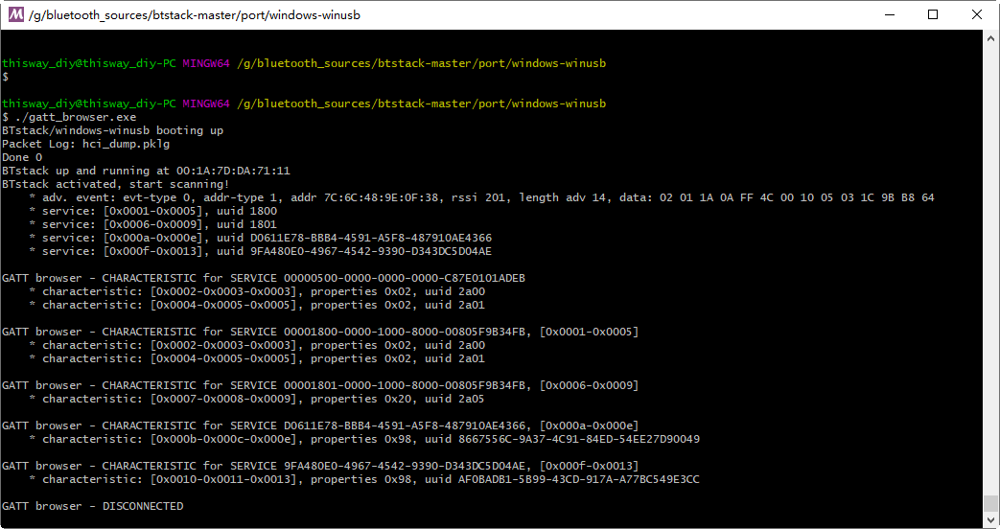 /g/bluetooth_sources/btstack-master/port/windows-winusb
thisway_diy@thisway_diy-PC MINGW64 /g/bluetooth_sources/btstack-master/port/windows-winusb
$
thisway_diy@thisway_diy-PC MINGW64 /g/bluetooth_sources/btstack-master/port/windows-winusb
$ ./gatt_browser.exe
BTstack/windows-winusb booting up
Packet Log: hci_dump.pklg
Done 0
BTstack up and running at 00:1A:7D:DA:71:11
BTstack activated, start scanning!
* adv. event: evt-type 0, addr-type 1, addr 7C:6C:48:9E:0F:38, rssi 201, length adv 14, data: 02 01 1A 0A FF 4C 00 10 05 03 1C 9B B8 64
* service: [0x0001-0x0005], uuid 1800
* service: [0x0006-0x0009], uuid 1801
* service: [0x000a-0x000e], uuid D0611E78-BBB4-4591-A5F8-487910AE4366
* service: [0x000f-0x0013], uuid 9FA480E0-4967-4542-9390-D343DC5D04AE
GATT browser - CHARACTERISTIC for SERVICE 00000500-0000-0000-0000-C87E0101ADEB
* characteristic: [0x0002-0x0003-0x0003], properties 0x02, uuid 2a00
* characteristic: [0x0004-0x0005-0x0005], properties 0x02, uuid 2a01
GATT browser - CHARACTERISTIC for SERVICE 00001800-0000-1000-8000-00805F9B34FB, [0x0001-0x0005]
* characteristic: [0x0002-0x0003-0x0003], properties 0x02, uuid 2a00
* characteristic: [0x0004-0x0005-0x0005], properties 0x02, uuid 2a01
GATT browser - CHARACTERISTIC for SERVICE 00001801-0000-1000-8000-00805F9B34FB, [0x0006-0x0009]
* characteristic: [0x0007-0x0008-0x0009], properties 0x20, uuid 2a05
GATT browser - CHARACTERISTIC for SERVICE D0611E78-BBB4-4591-A5F8-487910AE4366, [0x000a-0x000e]
* characteristic: [0x000b-0x000c-0x000e], properties 0x98, uuid 8667556C-9A37-4C91-84ED-54EE27D90049
GATT browser - CHARACTERISTIC for SERVICE 9FA480E0-4967-4542-9390-D343DC5D04AE, [0x000f-0x0013]
* characteristic: [0x0010-0x0011-0x0013], properties 0x98, uuid AF0BADB1-5B99-43CD-917A-A77BC549E3CC
GATT browser - DISCONNECTED